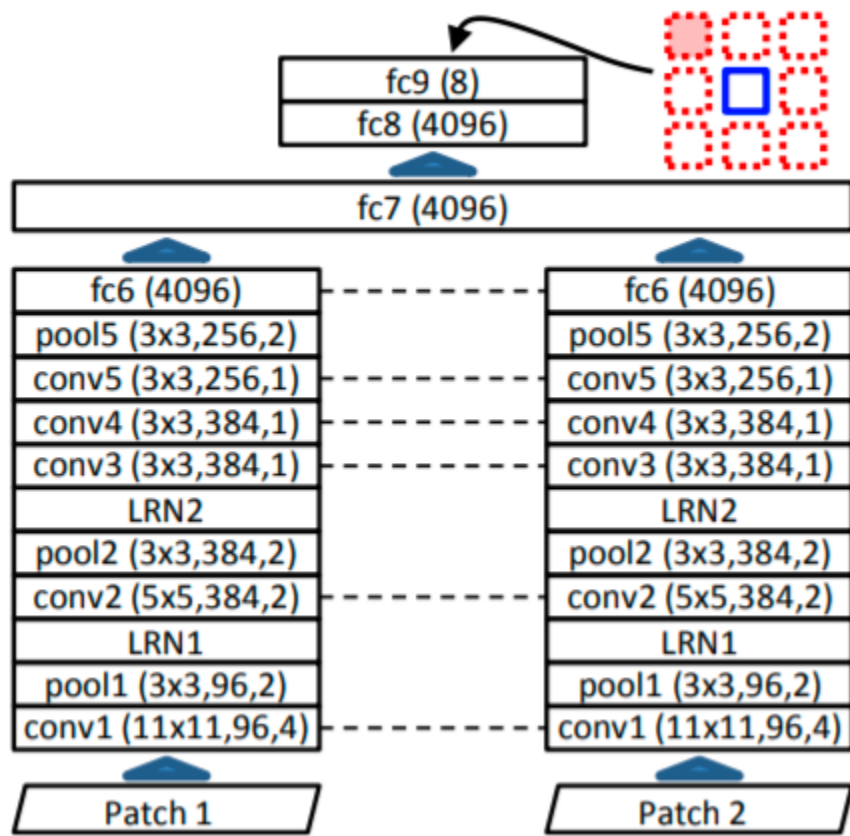 fc9 (8)
fc8 (4096)
fc7 (4096)
fc6 (4096)
pool5 (3x3,256,2)
conv5 (3x3,256,1)
conv4 (3x3,384,1)
conv3 (3x3,384,1)
LRN2
pool2 (3x3,384,2)
conv2 (5x5,384,2)
LRN1
pool1 (3x3,96,2)
conv1 (11x11,96,4)
Patch 1
fc6 (4096)
pool5 (3x3,256,2)
conv5 (3x3,256,1)
conv4 (3x3,384,1)
conv3 (3x3,384,1)
LRN2
pool2 (3x3,384,2)
conv2 (5x5,384,2)
LRN1
pool1 (3x3,96,2)
conv1 (11x11,96,4)
Patch 2